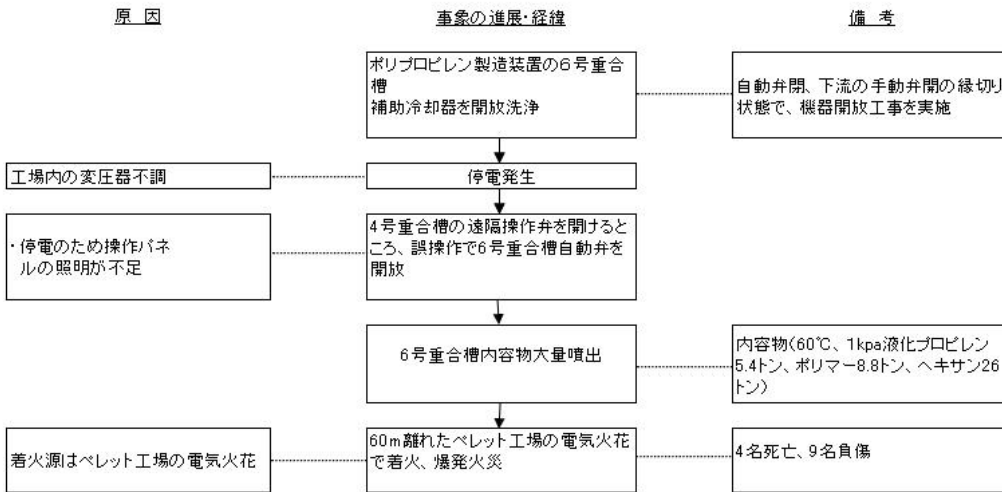 原 因
事象の進展・経緯
備 考
ポリプロピレン製造装置の6号重合
槽
補助冷却器を開放洗浄
自動弁開、下流の手動弁開の縁切り
状態で、機器開放工事を実施
工場内の変圧器不調
停電発生
・停電のため操作パネ
ルの照明が不足
4号重合槽の遠隔操作弁を開けると
ころ、誤操作で6号重合槽自動弁を
開放
6号重合槽内容物大量噴出
内容物(60℃、1kpa液化プロピレン
5.4トン、ポリマー8.8トン、ヘキサン26
トン)
着火源はペレット工場の電気火花
60m離れたペレット工場の電気火花
で着火、爆発火災
4名死亡、9名負傷